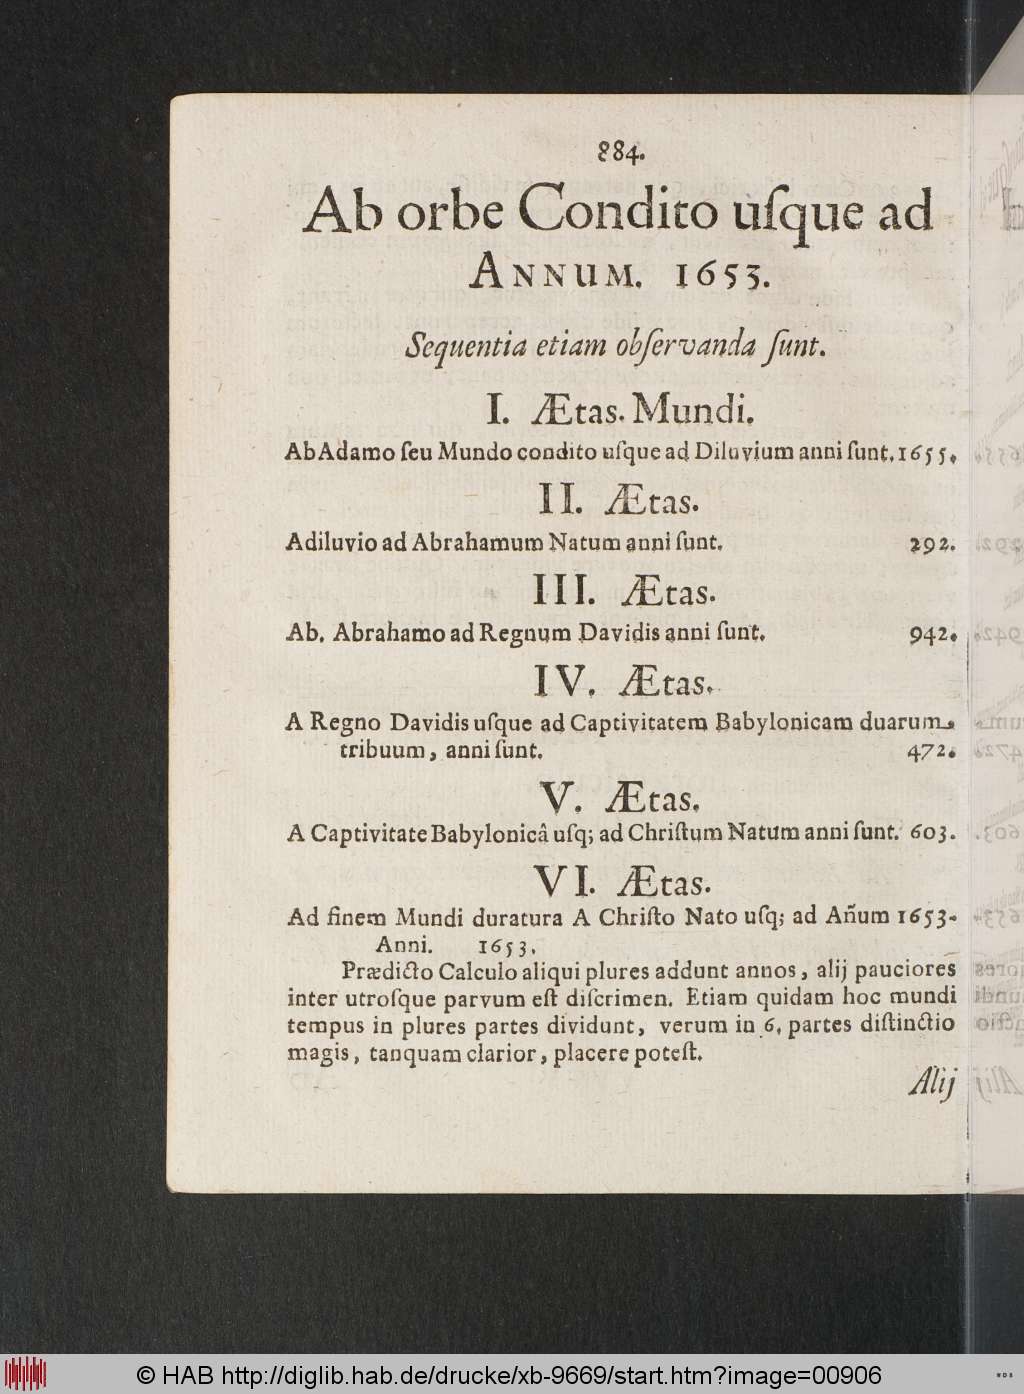 884.
Ab orbe Condito uſque ad
ANNUM. 1653.
Sequentia etiam obſervanda ſunt.
I. Ætas. Mundi.
Ab Adamo ſeu Mundo condito uſque ad Diluvium anni ſunt. 1655.
II. Ætas.
Adiluvio ad Abrahamum Natum anni ſunt. 292.
III. Ætas.
Ab. Abrahamo ad Regnum Davidis anni ſunt. 942.
IV. Ætas.
A Regno Davidis uſque ad Captivitatem Babylonicam duarum
tribuum, anni ſunt. 472.
V. Ætas.
A Captivitate Babylonicâ uſq; ad Chriſtum Natum anni ſunt. 603.
VI. Ætas.
Ad finem Mundi duratura A Chriſto Nato uſq; ad Añum 1653.
Anni. 1653.
Prædicto Calculo aliqui plures addunt annos, alij pauciores
inter utroſque parvum eſt diſcrimen. Etiam quidam hoc mundi
tempus in plures partes dividunt, verum in 6. partes diſtinctio
magis, tanquam clarior, placere poteſt.
Alij
© HAB http://diglib.hab.de/drucke/xb-9669/start.htm?image=00906